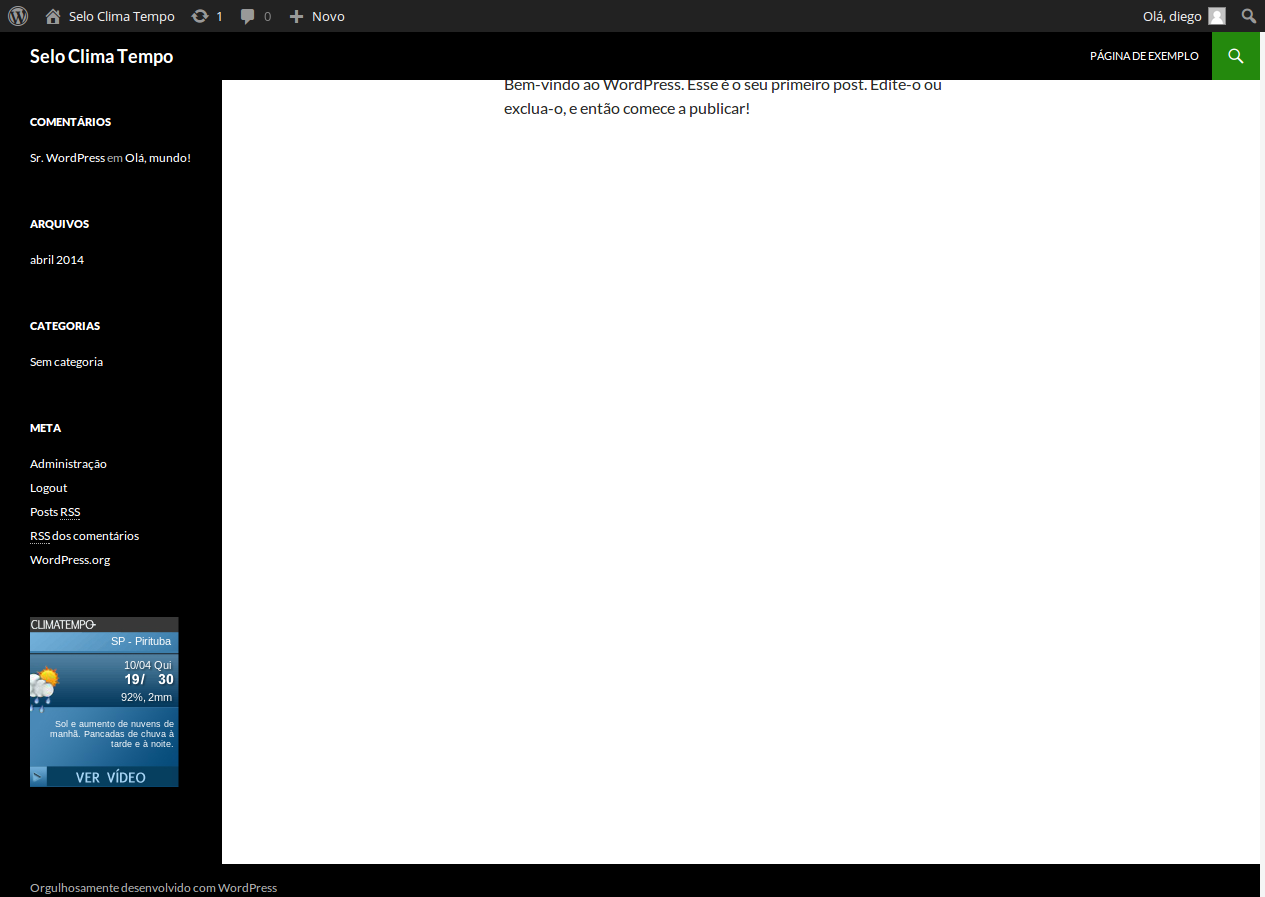 Selo Clima Tempo 1 0 Novo Olá, diego
Selo Clima Tempo PÁGINA DE EXEMPLO
Bem-vindo ao WordPress. Esse é o seu primeiro post. Edite-o ou
exclua-o, e então comece a publicar!
COMENTÁRIOS
Sr. WordPress em Olá, mundo!
ARQUIVOS
abril 2014
CATEGORIAS
Sem categoria
META
Administração
Logout
Posts RSS
RSS dos comentários
WordPress.org
CLIMATEMPO
SP - Pirituba
10/04 Qui
19/ 30
92%, 2mm
Sol e aumento de nuvens de
manhã. Pancadas de chuva à
tarde e à noite.
VER VÍDEO
Orgulhosamente desenvolvido com WordPress